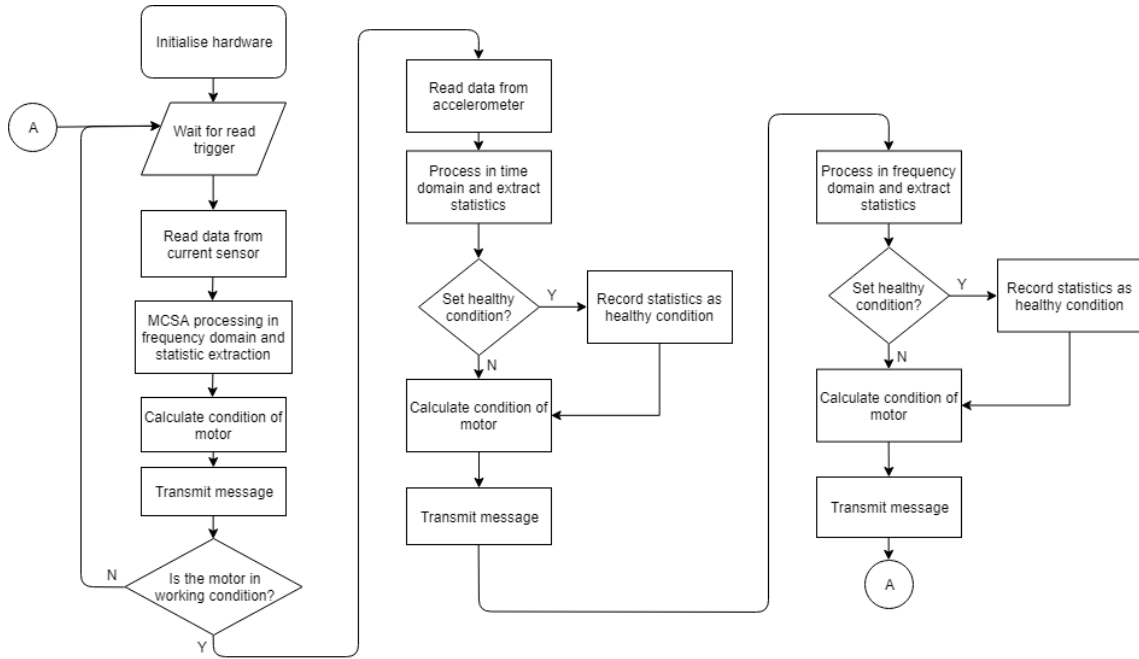 Initialise hardware
A
Wait for read
trigger
Read data from
current sensor
MCSA processing in
frequency domain and
statistic extraction
Calculate condition of
motor
Transmit message
Is the motor in
working condition?
N
Y
Read data from
accelerometer
Process in time
domain and extract
statistics
Set healthy
condition?
Y
Record statistics as
healthy condition
N
Calculate condition of
motor
Transmit message
Process in frequency
domain and extract
statistics
Set healthy
condition?
Y
Record statistics as
healthy condition
N
Calculate condition of
motor
Transmit message
A